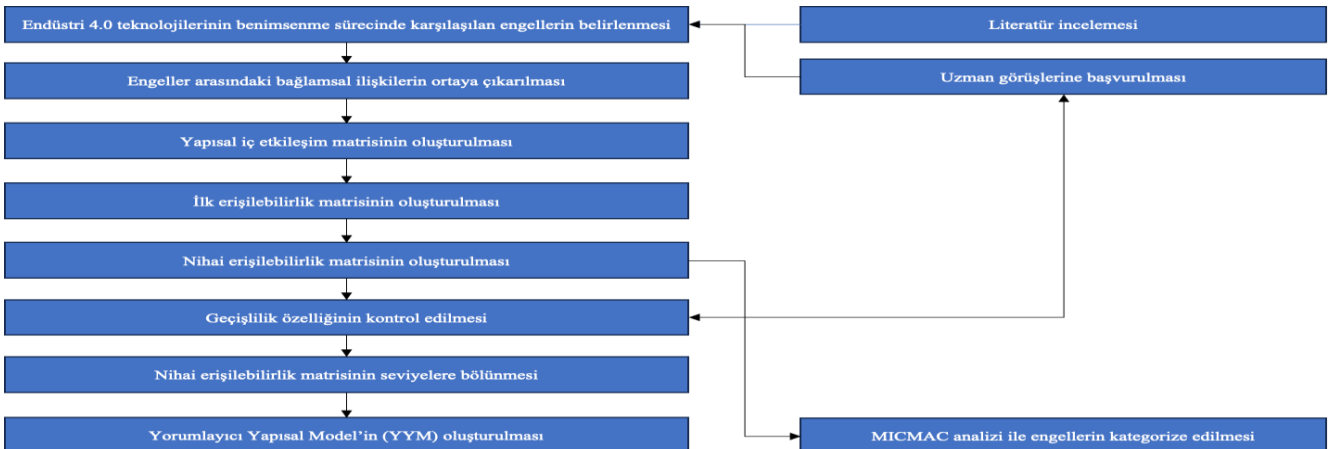 Endüstri 4.0 teknolojilerinin benimsenme sürecinde karşılaşılan engellerin belirlenmesi
Literatür incelemesi
Engeller arasındaki bağlamsal ilişkilerin ortaya çıkarılması
Uzman görüşlerine başvurulması
Yapısal iç etkileşim matrisinin oluşturulması
İlk erişilebilirlik matrisinin oluşturulması
Nihai erişilebilirlik matrisinin oluşturulması
Geçişlilik özelliğinin kontrol edilmesi
Nihai erişilebilirlik matrisinin seviyelere bölünmesi
Yorumlayıcı Yapısal Model’in (YYM) oluşturulması
MICMAC analizi ile engellerin kategorize edilmesi